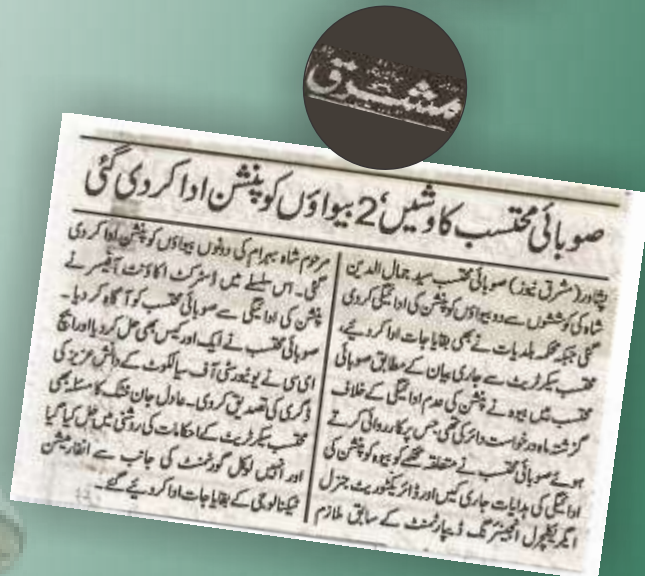 مشرق
صوبائی محتسب کاوشیں؛ 2 بیواؤں کو پنشن ادا کر دی گئی
پشاور (مشرق نیوز) صوبائی محتسب سید جمال الدین
شاہ کی کوششوں سے دو بیواؤں کو پنشن کی ادائیگی کر دی
گئی جبکہ محکمہ بلدیات نے بھی بقایا جات ادا کر دیئے،
محتسب سیکرٹریٹ سے جاری بیان کے مطابق صوبائی
محتسب میں بیوہ نے پنشن کی عدم ادائیگی کے خلاف
گزشتہ ماہ درخواست دائر کی تھی جس پر کارروائی کرتے
ہوئے صوبائی محتسب نے متعلقہ محکمے کو بیوہ کو پنشن کی
ادائیگی کی ہدایات جاری کیں اور ڈائریکٹوریٹ جنرل
ایگریکلچرل انجینئرنگ ڈیپارٹمنٹ کے سابق ملازم
مرحوم شاہ بہرام کی دونوں بیواؤں کو پنشن ادا کر دی
گئی۔ اس سلسلے میں ڈسٹرکٹ اکاؤنٹ آفیسر نے
پنشن کی ادائیگی سے صوبائی محتسب کو آگاہ کر دیا۔
صوبائی محتسب نے ایک اور کیس بھی حل کر دیا اور ایچ
ای سی نے یونیورسٹی آف سیالکوٹ کے دانش عزیز کی
ڈگری کی تصدیق کر دی۔ عادل جان خٹک کا مسئلہ بھی
محتسب سیکرٹریٹ کے احکامات کی روشنی میں حل کیا گیا
اور انہیں لوکل گورنمنٹ کی جانب سے انفارمیشن
ٹیکنالوجی کے بقایا جات ادا کر دیئے گئے۔